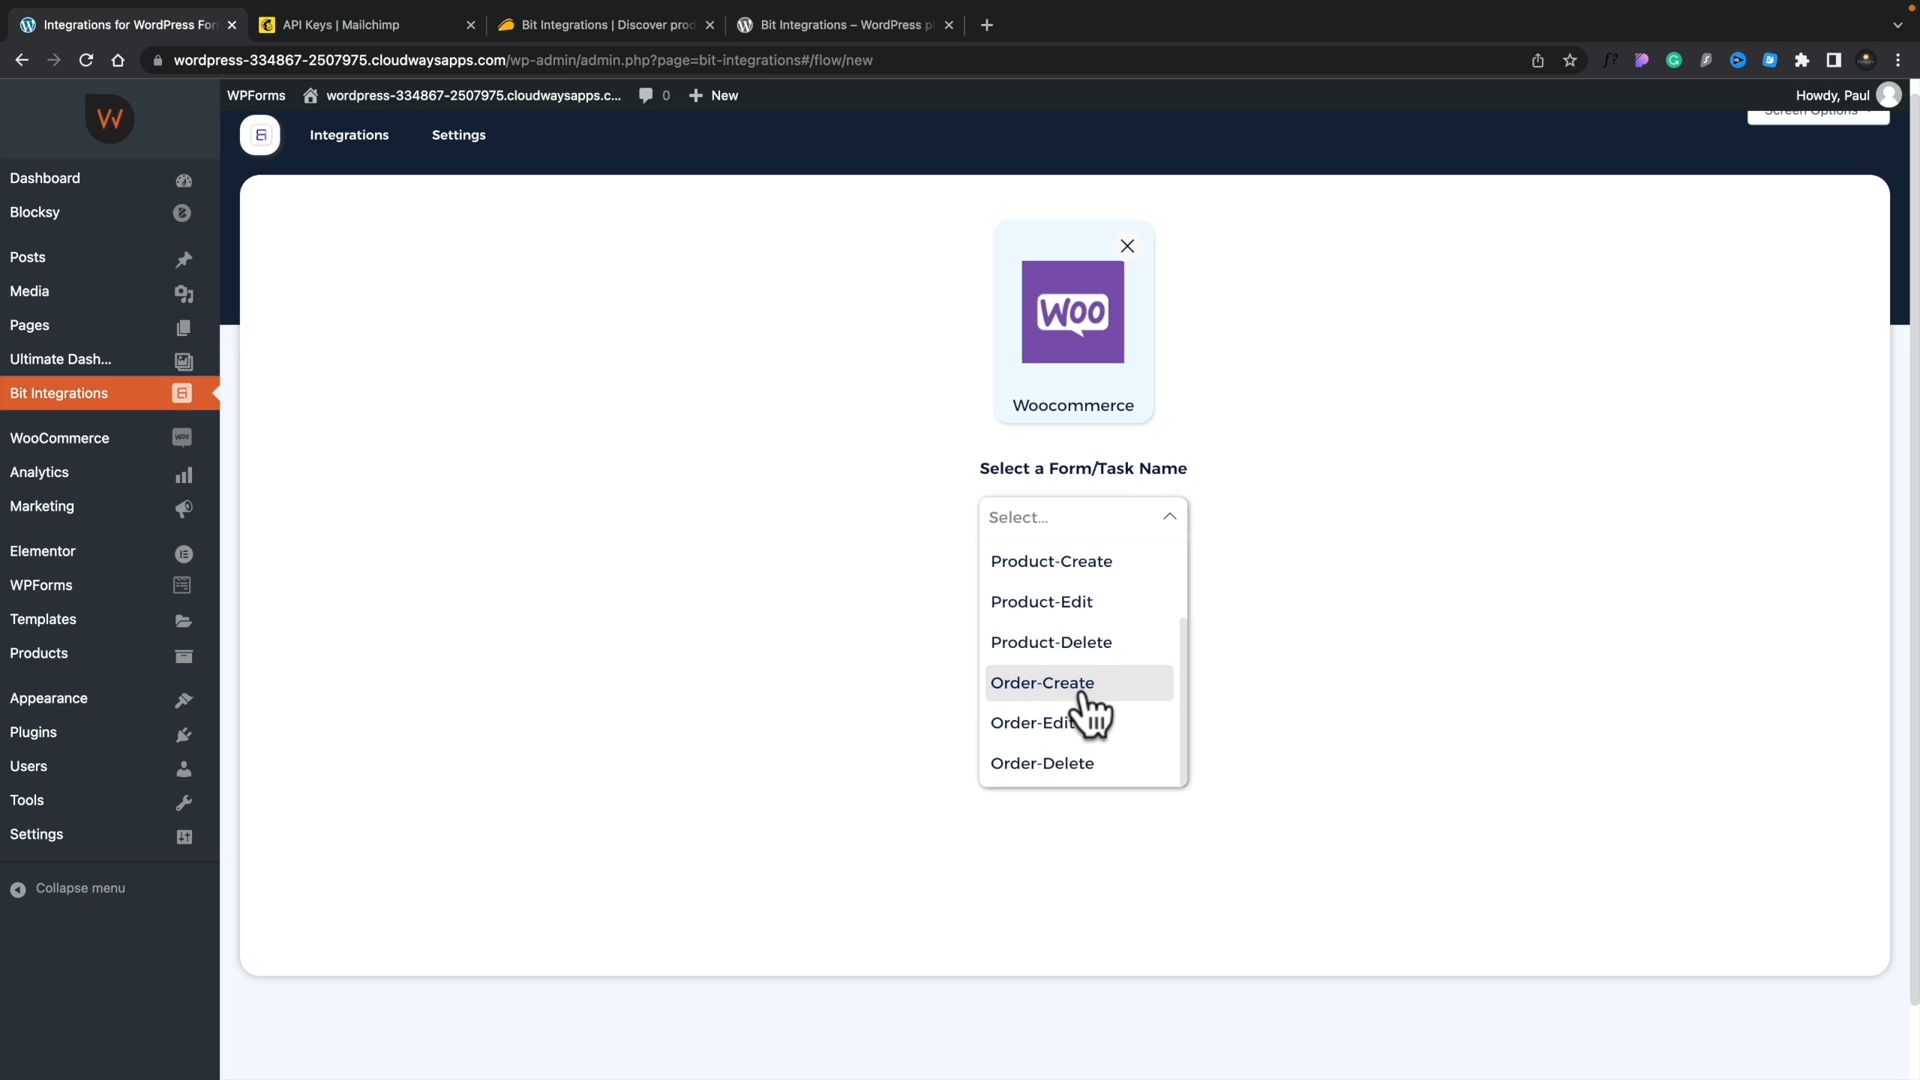 Integrations for WordPress For
API Keys | Mailchimp
Bit Integrations | Discover prod
Bit Integrations – WordPress pl
wordpress-334867-2507975.cloudwaysapps.com/wp-admin/admin.php?page=bit-integrations#/flow/new
WPForms
wordpress-334867-2507975.cloudwaysapps.c...
0
New
Howdy, Paul
Screen Options
Integrations
Settings
Dashboard
Blocksy
Posts
Media
Pages
Ultimate Dash...
Bit Integrations
WooCommerce
Analytics
Marketing
Elementor
WPForms
Templates
Products
Appearance
Plugins
Users
Tools
Settings
Collapse menu
WOO
Woocommerce
Select a Form/Task Name
Select...
Product-Create
Product-Edit
Product-Delete
Order-Create
Order-Edit
Order-Delete